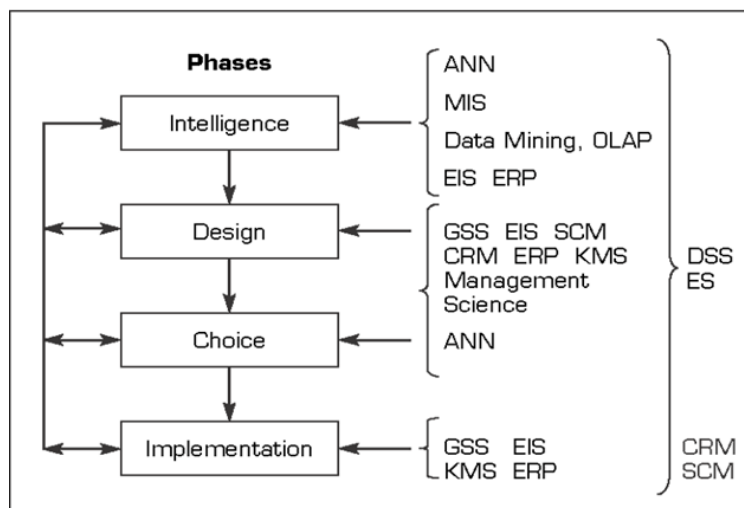 Phases
Intelligence
Design
Choice
Implementation
ANN
MIS
Data Mining, OLAP
EIS ERP
GSS EIS SCM
CRM ERP KMS
Management
Science
ANN
GSS EIS
KMS ERP
DSS
ES
CRM
SCM